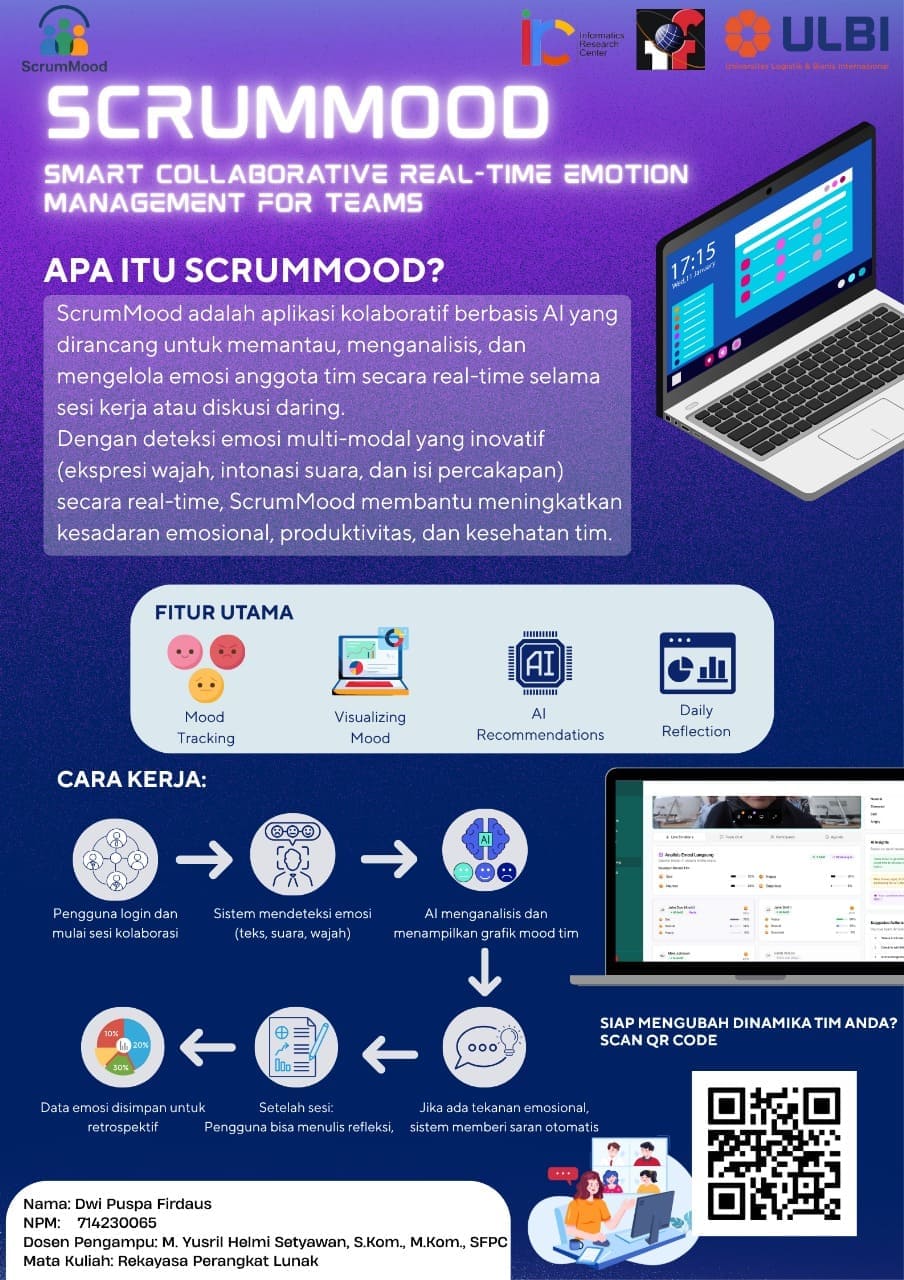 ScrumMood
irc Informatics
Research
Center
ULBI
Universitas Logistik & Bisnis Internasional
SCRUMMOOD
SMART COLLABORATIVE REAL-TIME EMOTION
MANAGEMENT FOR TEAMS
17:15
Wed,11 January
APA ITU SCRUMMOOD?
ScrumMood adalah aplikasi kolaboratif berbasis AI yang
dirancang untuk memantau, menganalisis, dan
mengelola emosi anggota tim secara real-time selama
sesi kerja atau diskusi daring.
Dengan deteksi emosi multi-modal yang inovatif
(ekspresi wajah, intonasi suara, dan isi percakapan)
secara real-time, ScrumMood membantu meningkatkan
kesadaran emosional, produktivitas, dan kesehatan tim.
FITUR UTAMA
AI
Mood
Tracking
Visualizing
Mood
AI
Recommendations
Daily
Reflection
CARA KERJA:
AI
Pengguna login dan
mulai sesi kolaborasi
Sistem mendeteksi emosi
(teks, suara, wajah)
AI menganalisis dan
menampilkan grafik mood tim
Analisis Emosi Langsung
10%
20%
30%
Data emosi disimpan untuk
retrospektif
Setelah sesi:
Pengguna bisa menulis refleksi,
Jika ada tekanan emosional,
sistem memberi saran otomatis
SIAP MENGUBAH DINAMIKA TIM ANDA?
SCAN QR CODE
Nama: Dwi Puspa Firdaus
NPM: 714230065
Dosen Pengampu: M. Yusril Helmi Setyawan, S.Kom., M.Kom., SFPC
Mata Kuliah: Rekayasa Perangkat Lunak